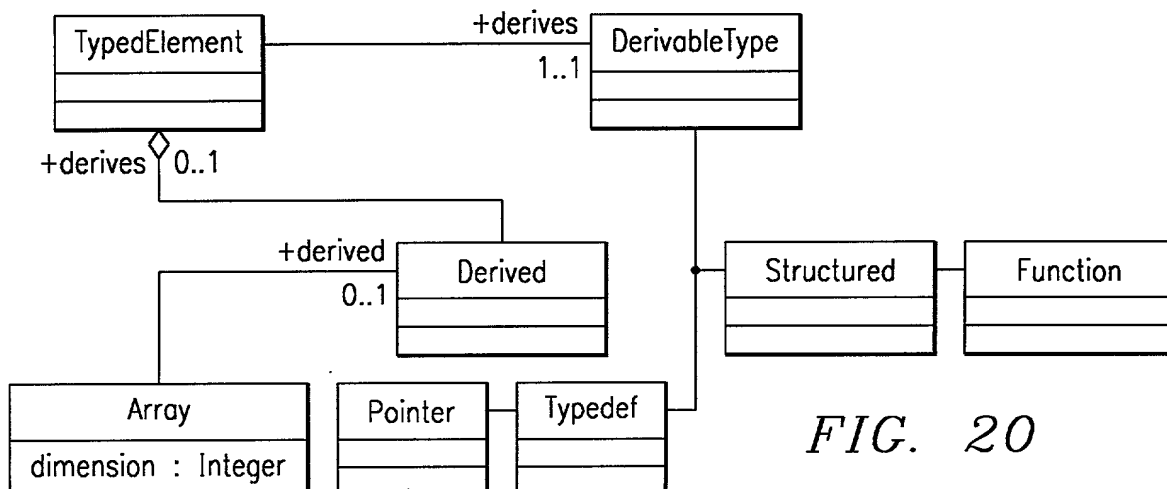 TypedElement
+derives
1..1
DerivableType
+derives
0..1
+derived
0..1
Derived
Structured
Function
Array
dimension : Integer
Pointer
Typedef
FIG. 20